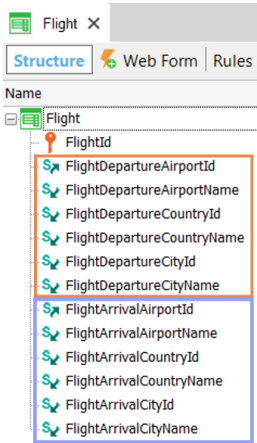 Flight
Structure Web Form Rules
Name
Flight
FlightId
FlightDepartureAirportId
FlightDepartureAirportName
FlightDepartureCountryId
FlightDepartureCountryName
FlightDepartureCityId
FlightDepartureCityName
FlightArrivalAirportId
FlightArrivalAirportName
FlightArrivalCountryId
FlightArrivalCountryName
FlightArrivalCityId
FlightArrivalCityName